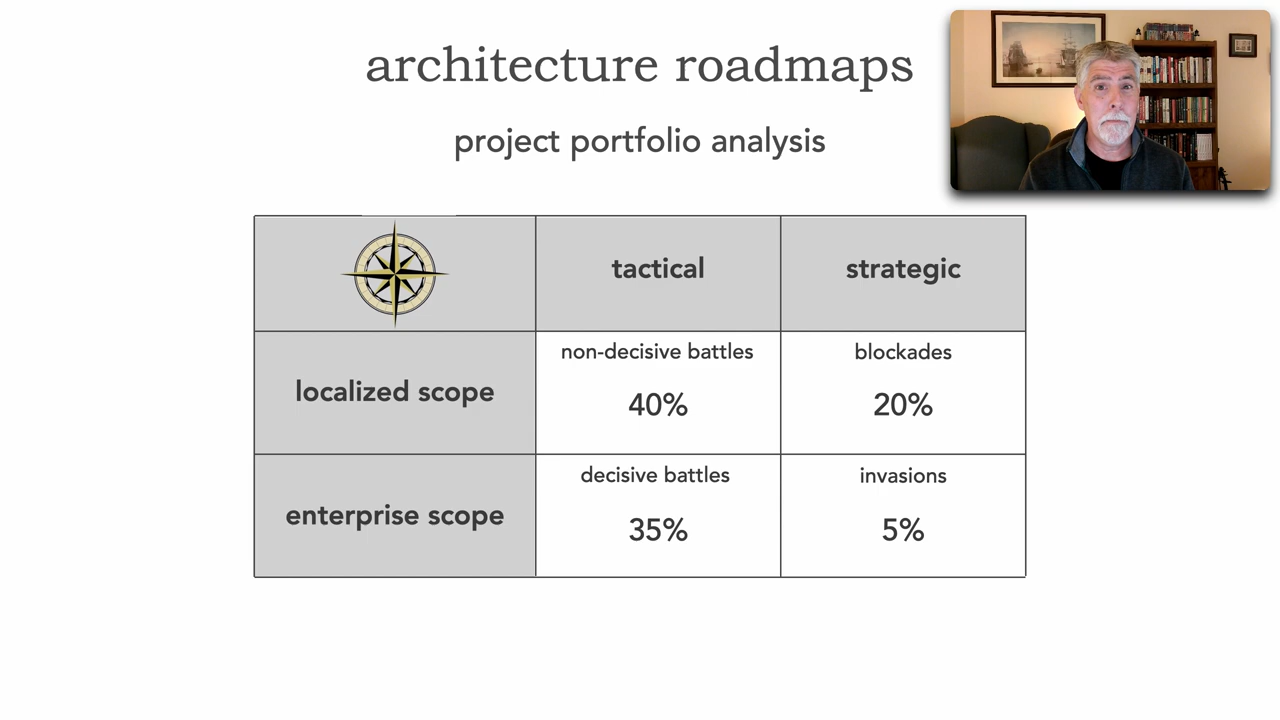 architecture roadmaps
project portfolio analysis
tactical
strategic
localized scope
non-decisive battles
40%
blockades
20%
enterprise scope
decisive battles
35%
invasions
5%